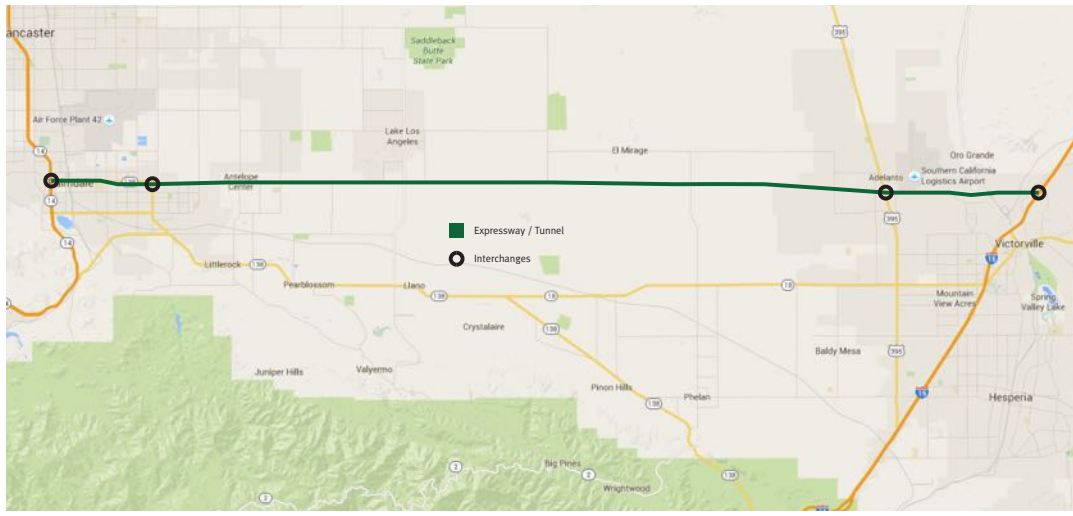 ancaster
Saddleback
Butte
State Park
395
Air Force Plant 42
Lake Los
Angeles
14
El Mirage
Oro Grande
138
Antelope
Center
Adelanto
Southern California
Logistics Airport
14
395
Expressway / Tunnel
14
Victorville
Interchanges
15
Littlerock
138
Pearblossom
Llano
138
18
18
Mountain
View Acres
Spring
Valley Lake
Crystalaire
138
Baldy Mesa
395
Juniper Hills
Valyermo
Pinon Hills
15
Phelan
138
Hesperia
2
Big Pines
2
138
Wrightwood
2